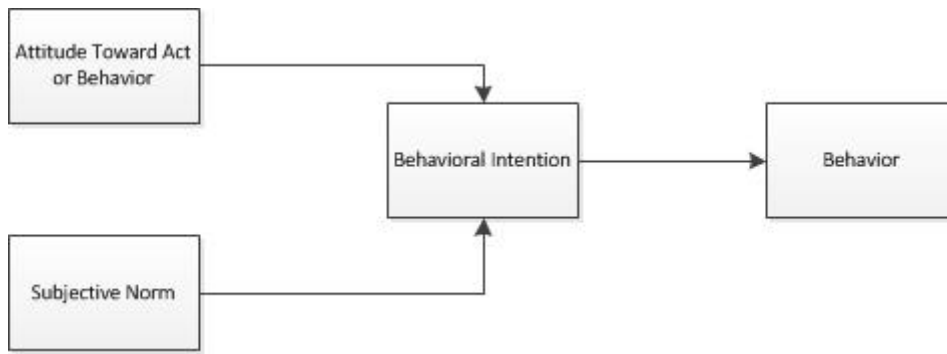 Attitude Toward Act
or Behavior
Behavioral Intention
Behavior
Subjective Norm